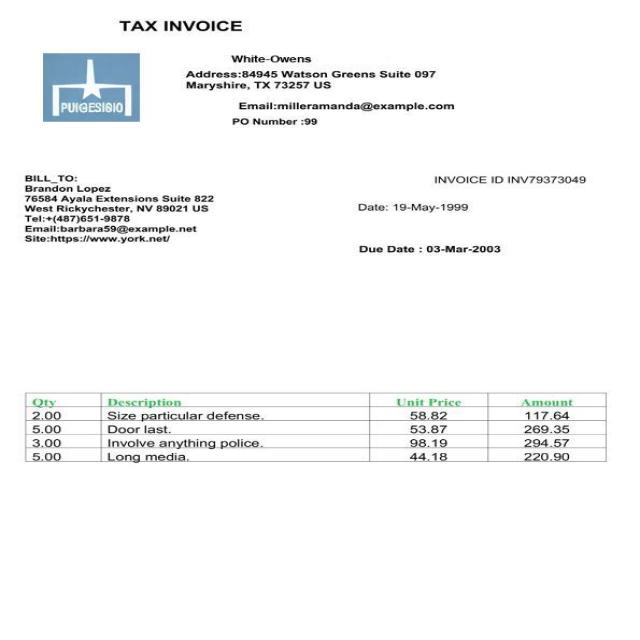 TAX INVOICE
White-Owens
Address:84945 Watson Greens Suite 097
Maryshire, TX 73257 US
Email:milleramanda@example.com
PO Number :99
PUIGESIGIO
BILL_TO:
Brandon Lopez
76584 Ayala Extensions Suite 822
West Rickychester, NV 89021 US
Tel:+(487)651-9878
Email:barbara59@example.net
Site:https://www.york.net/
INVOICE ID INV79373049
Date: 19-May-1999
Due Date : 03-Mar-2003
Qty Description Unit Price Amount
2.00 Size particular defense. 58.82 117.64
5.00 Door last. 53.87 269.35
3.00 Involve anything police. 98.19 294.57
5.00 Long media. 44.18 220.90